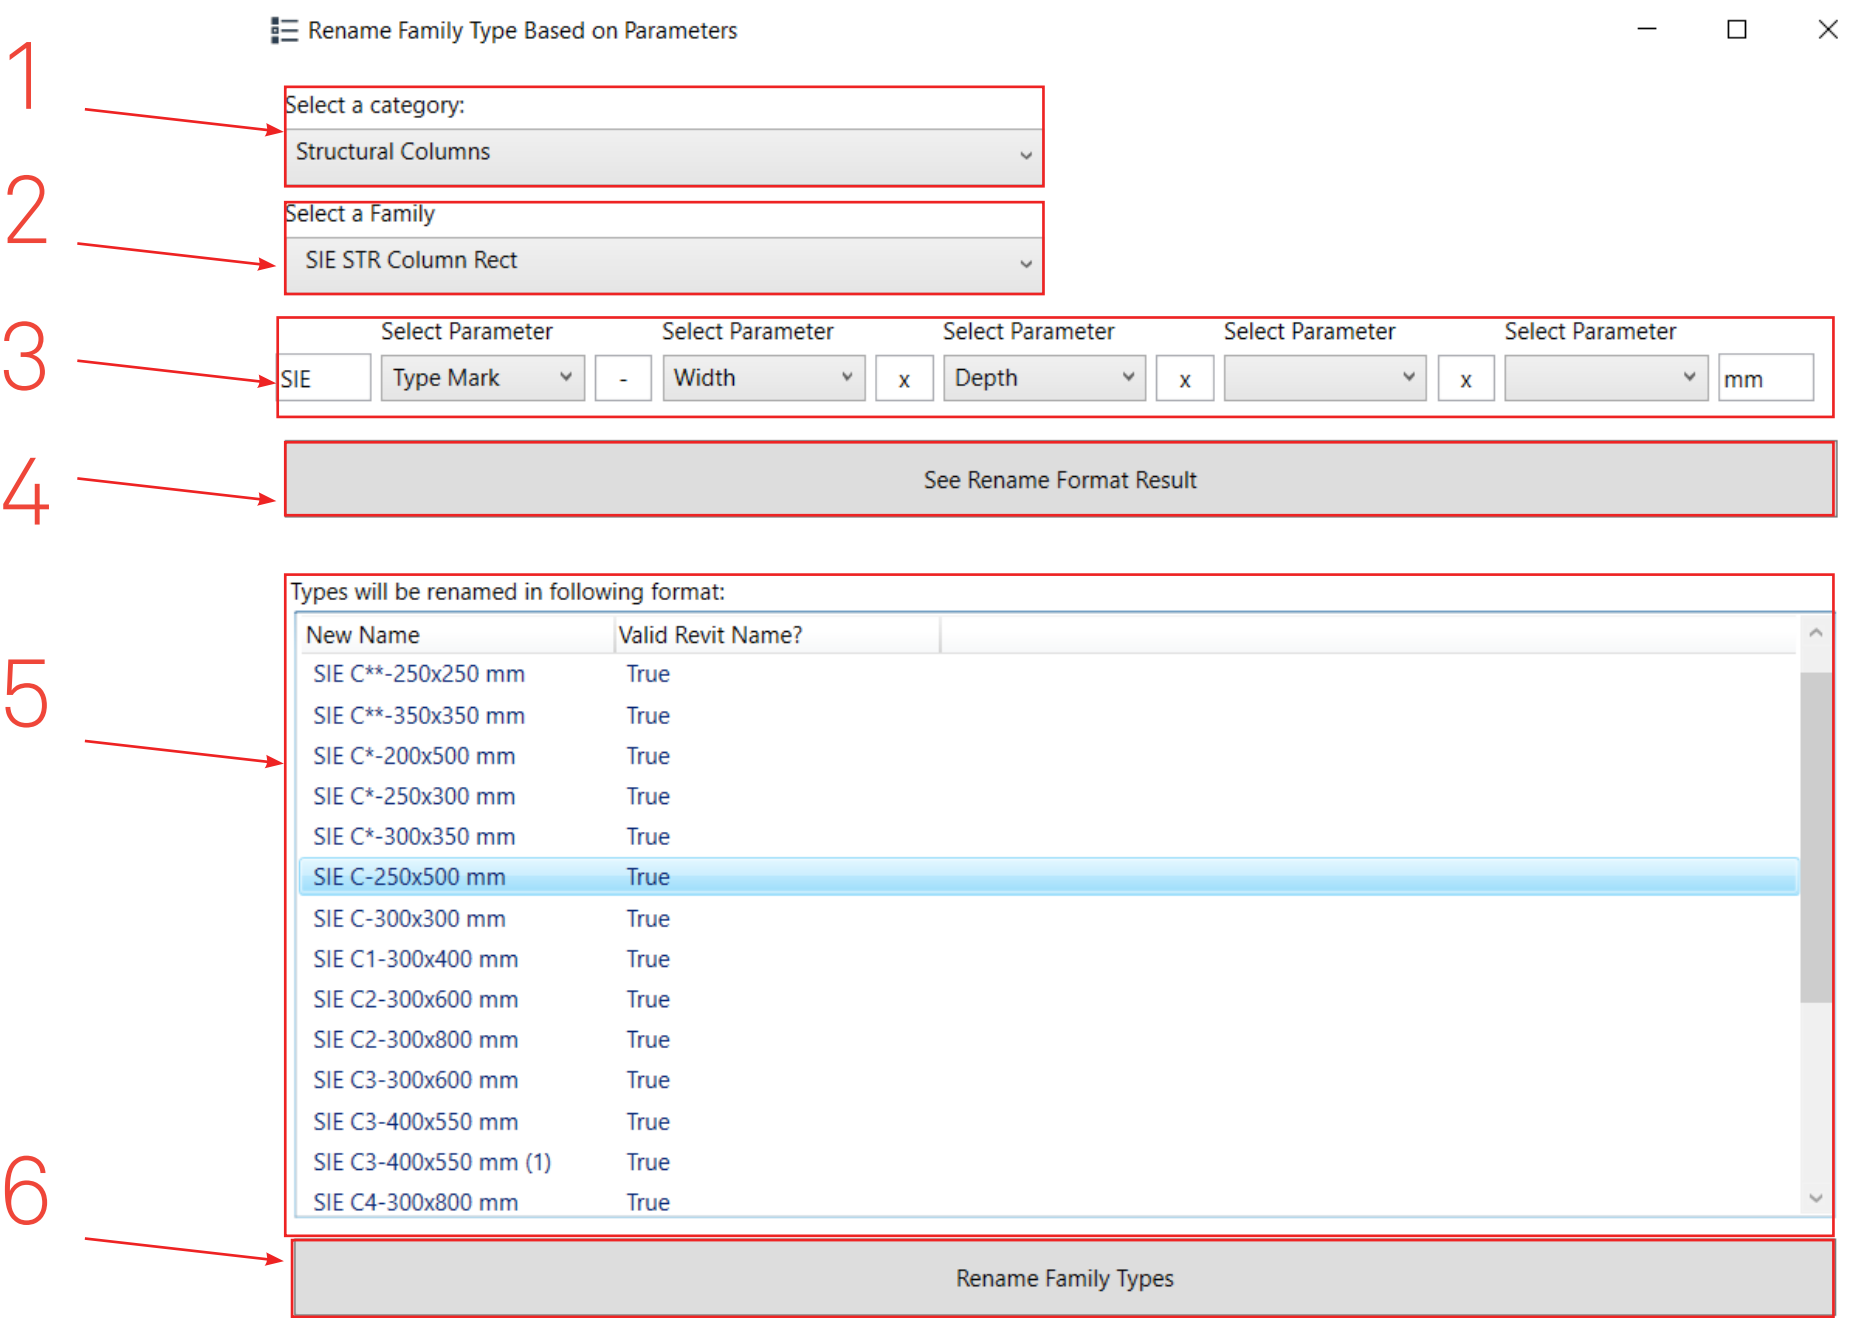 Rename Family Type Based on Parameters
1
Select a category:
Structural Columns
2
Select a Family
SIE STR Column Rect
3
Select Parameter Select Parameter Select Parameter Select Parameter Select Parameter
SIE Type Mark - Width x Depth x x mm
4
See Rename Format Result
5
Types will be renamed in following format:
New Name Valid Revit Name?
SIE C**-250x250 mm True
SIE C**-350x350 mm True
SIE C*-200x500 mm True
SIE C*-250x300 mm True
SIE C*-300x350 mm True
SIE C-250x500 mm True
SIE C-300x300 mm True
SIE C1-300x400 mm True
SIE C2-300x600 mm True
SIE C2-300x800 mm True
SIE C3-300x600 mm True
SIE C3-400x550 mm True
SIE C3-400x550 mm (1) True
SIE C4-300x800 mm True
6
Rename Family Types